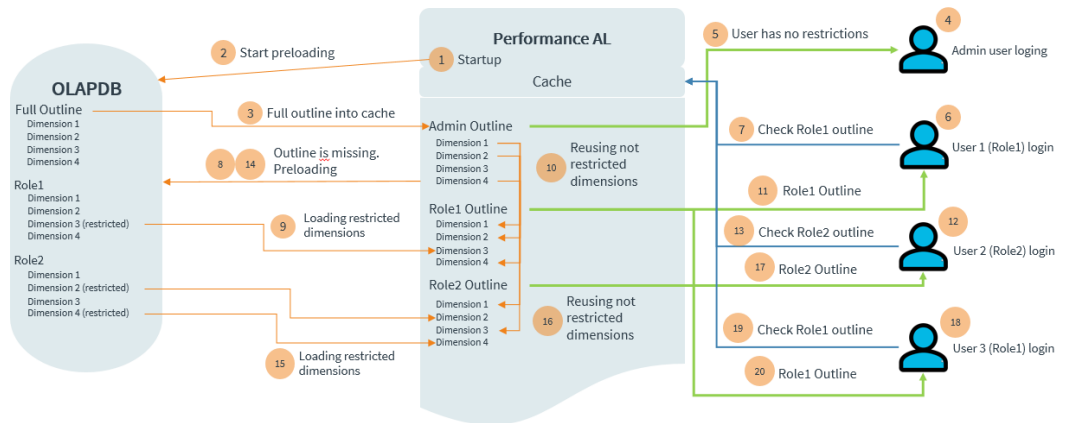 OLAPDB
Full Outline
Dimension 1
Dimension 2
Dimension 3
Dimension 4
Role1
Dimension 1
Dimension 2
Dimension 3 (restricted)
Dimension 4
Role2
Dimension 1
Dimension 2 (restricted)
Dimension 3
Dimension 4 (restricted)
2 Start preloading
3 Full outline into cache
8 14 Outline is missing.
Preloading
9 Loading restricted
dimensions
15 Loading restricted
dimensions
Performance AL
1 Startup
Cache
Admin Outline
Dimension 1
Dimension 2
Dimension 3
Dimension 4
10 Reusing not
restricted
dimensions
Role1 Outline
Dimension 1
Dimension 2
Dimension 3
Dimension 4
Role2 Outline
Dimension 1
Dimension 2
Dimension 3
Dimension 4
16 Reusing not
restricted
dimensions
5 User has no restrictions
4
Admin user loging
7 Check Role1 outline
6
User 1 (Role1) login
11 Role1 Outline
13 Check Role2 outline
12
User 2 (Role2) login
17 Role2 Outline
19 Check Role1 outline
18
User 3 (Role1) login
20 Role1 Outline